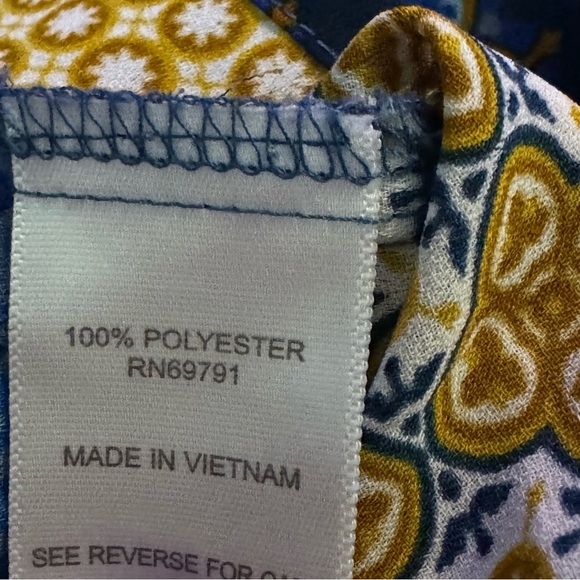 100% POLYESTER
RN69791
MADE IN VIETNAM
SEE REVERSE FOR